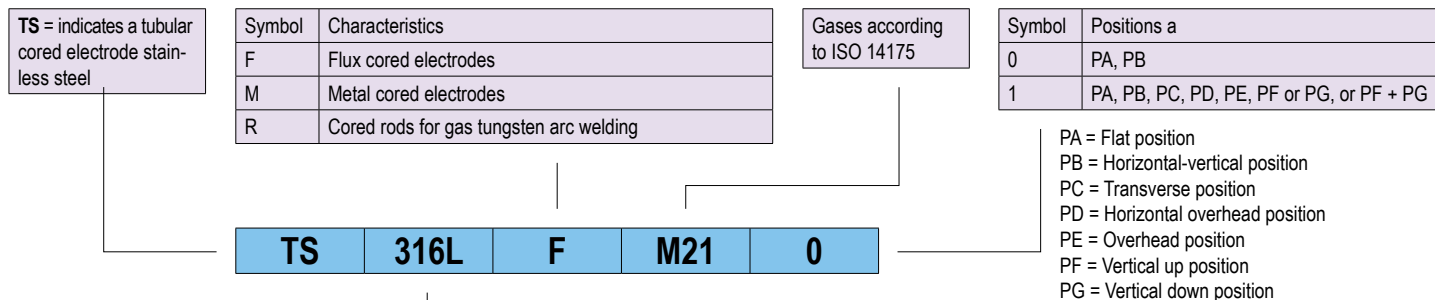 TS = indicates a tubular
cored electrode stain-
less steel
Symbol Characteristics
F Flux cored electrodes
M Metal cored electrodes
R Cored rods for gas tungsten arc welding
Gases according
to ISO 14175
Symbol Positions a
0 PA, PB
1 PA, PB, PC, PD, PE, PF or PG, or PF + PG
PA = Flat position
PB = Horizontal-vertical position
PC = Transverse position
PD = Horizontal overhead position
PE = Overhead position
PF = Vertical up position
PG = Vertical down position
TS 316L F M21 0